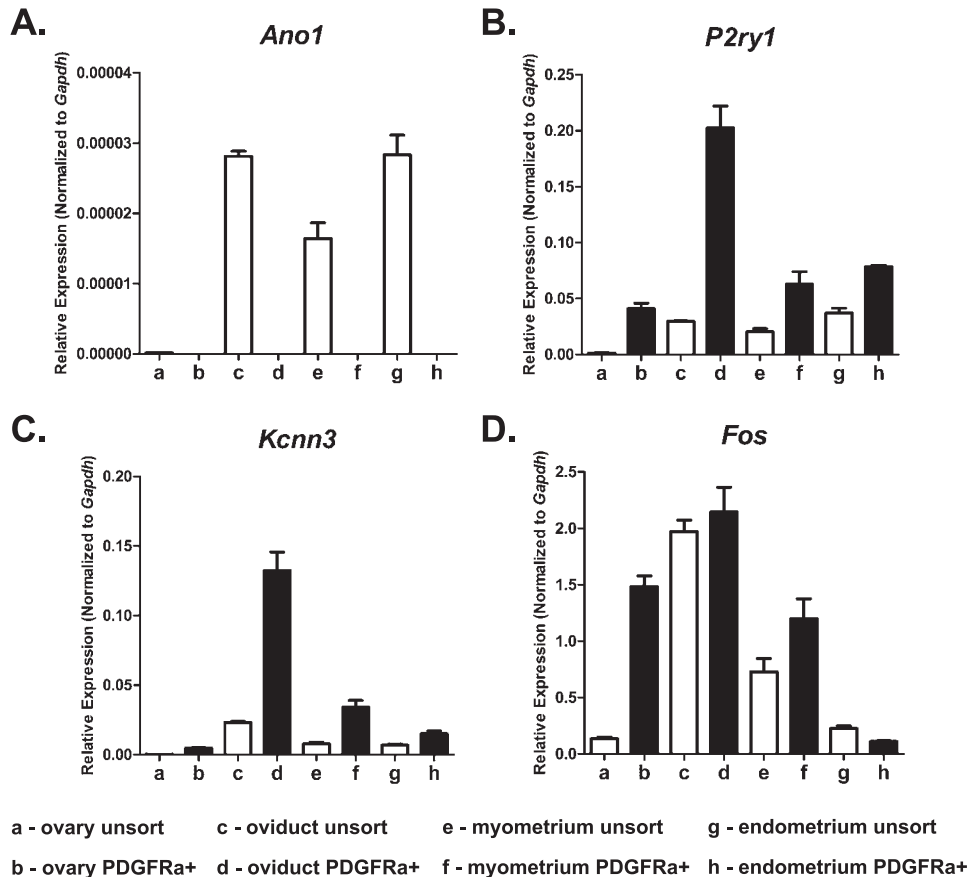 A.
Ano1
Relative Expression (Normalized to Gapdh)
0.00004
0.00003
0.00002
0.00001
0.00000
a b c d e f g h
B.
P2ry1
Relative Expression (Normalized to Gapdh)
0.25
0.20
0.15
0.10
0.05
0.00
a b c d e f g h
C.
Kcnn3
Relative Expression (Normalized to Gapdh)
0.20
0.15
0.10
0.05
0.00
a b c d e f g h
D.
Fos
Relative Expression (Normalized to Gapdh)
2.5
2.0
1.5
1.0
0.5
0.0
a b c d e f g h
a - ovary unsort c - oviduct unsort e - myometrium unsort g - endometrium unsort
b - ovary PDGFRa+ d - oviduct PDGFRa+ f - myometrium PDGFRa+ h - endometrium PDGFRa+